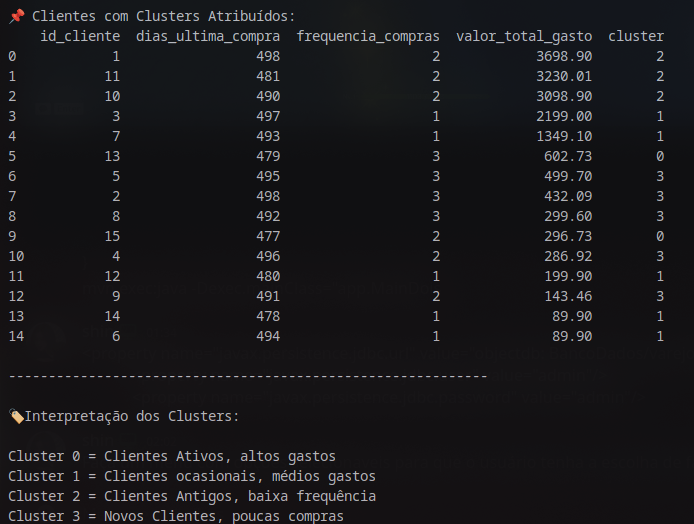 📌 Clientes com Clusters Atribuídos:
id_cliente dias_ultima_compra frequencia_compras valor_total_gasto cluster
0 1 498 2 3698.90 2
1 11 481 2 3230.01 2
2 10 490 2 3098.90 2
3 3 497 1 2199.00 1
4 7 493 1 1349.10 1
5 13 479 3 602.73 0
6 5 495 3 499.70 3
7 2 498 3 432.09 3
8 8 492 3 299.60 3
9 15 477 2 296.73 0
10 4 496 2 286.92 3
11 12 480 1 199.90 1
12 9 491 2 143.46 3
13 14 478 1 89.90 1
14 6 494 1 89.90 1
------------------------------------------------------------
🏷️Interpretação dos Clusters:
Cluster 0 = Clientes Ativos, altos gastos
Cluster 1 = Clientes ocasionais, médios gastos
Cluster 2 = Clientes Antigos, baixa frequência
Cluster 3 = Novos Clientes, poucas compras